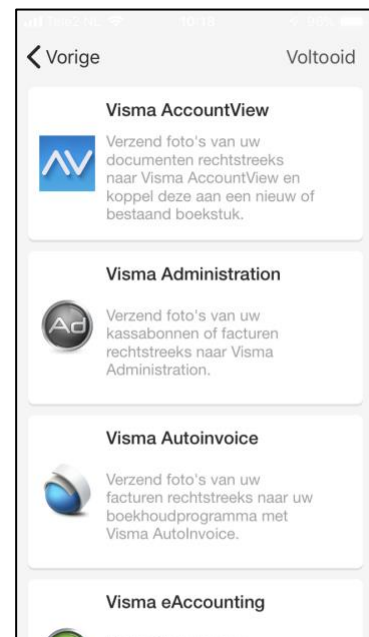 Vorige
Voltooid
Visma AccountView
Verzend foto's van uw
documenten rechtstreeks
naar Visma AccountView en
koppel deze aan een nieuw of
bestaand boekstuk.
AV
Visma Administration
Verzend foto's van uw
kassabonnen of facturen
rechtstreeks naar Visma
Administration.
Ad
Visma Autoinvoice
Verzend foto's van uw
facturen rechtstreeks naar uw
boekhoudprogramma met
Visma AutoInvoice.
Visma eAccounting